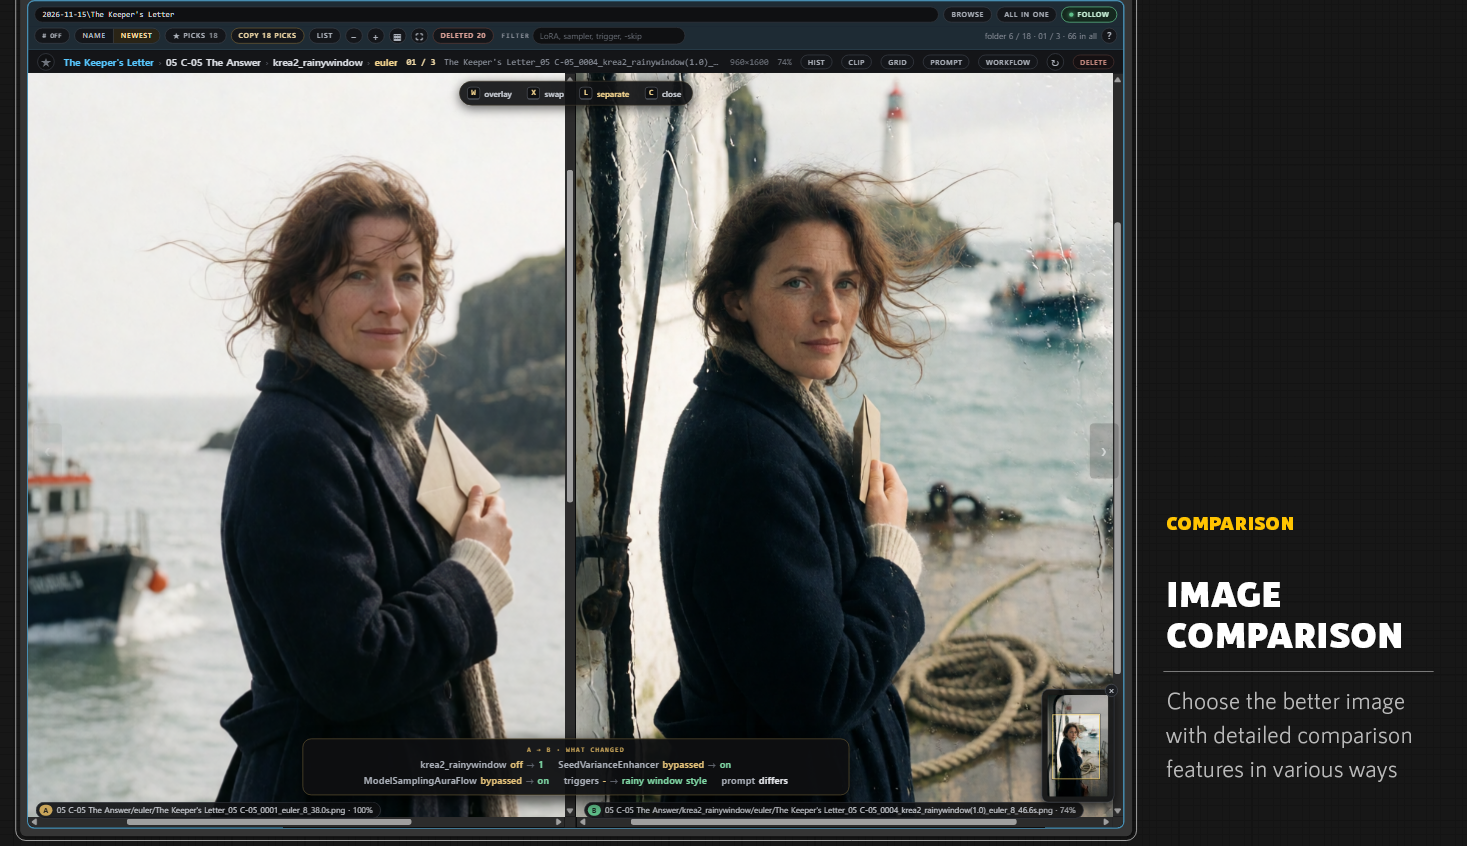 2026-11-15\The Keeper's Letter
BROWSE
ALL IN ONE
FOLLOW
# OFF
NAME
NEWEST
★ PICKS 18
COPY 18 PICKS
LIST
−
+
DELETED 20
FILTER
LoRA, sampler, trigger, -skip
folder 6 / 18 · 01 / 3 · 66 in all
?
★ The Keeper's Letter › 05 C-05 The Answer › krea2_rainywindow › euler 01 / 3 The Keeper's Letter_05 C-05_0004_krea2_rainywindow(1.0)_… 960×1600 74%
HIST
CLIP
GRID
PROMPT
WORKFLOW
↻
DELETE
W overlay X swap L separate C close
A → B · WHAT CHANGED
krea2_rainywindow off → 1 SeedVarianceEnhancer bypassed → on
ModelSamplingAuraFlow bypassed → on triggers - → rainy window style prompt differs
A 05 C-05 The Answer/euler/The Keeper's Letter_05 C-05_0001_euler_8_38.0s.png · 100%
B 05 C-05 The Answer/krea2_rainywindow/euler/The Keeper's Letter_05 C-05_0004_krea2_rainywindow(1.0)_euler_8_46.6s.png · 74%
COMPARISON
IMAGE
COMPARISON
Choose the better image
with detailed comparison
features in various ways